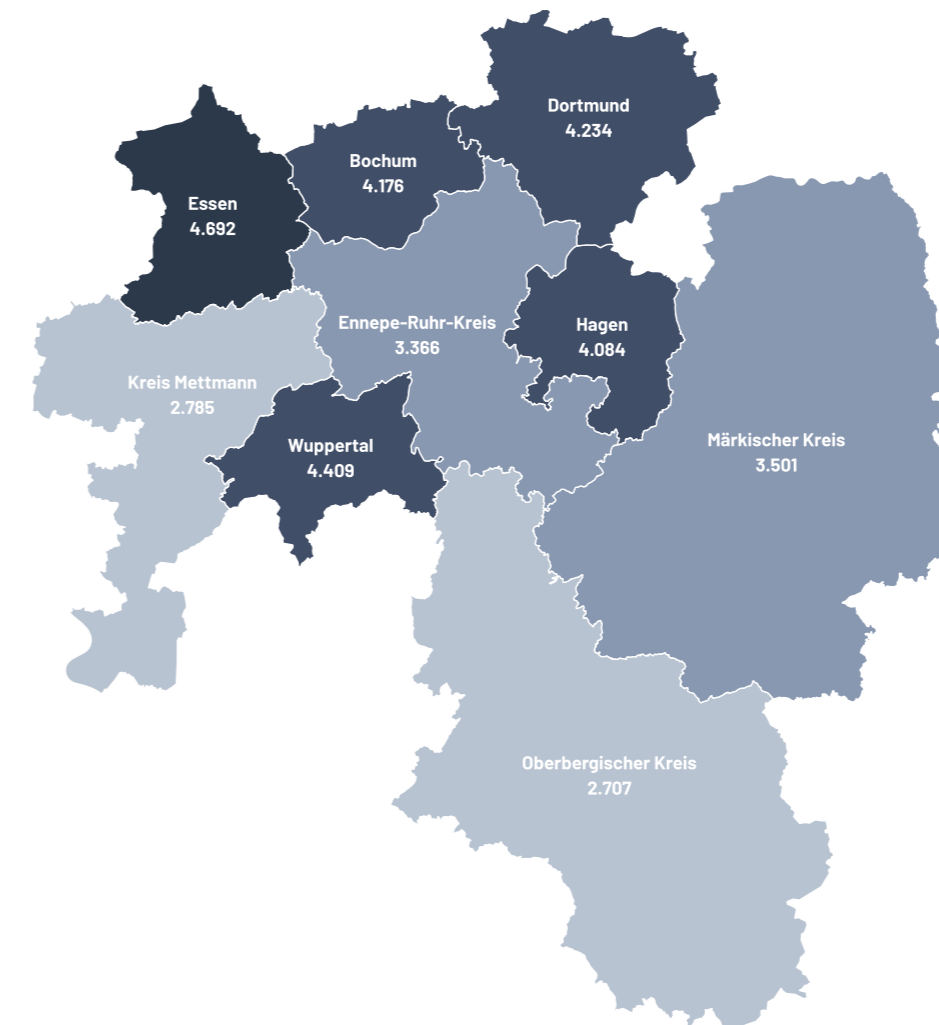 Dortmund
4.234
Bochum
4.176
Essen
4.692
Ennepe-Ruhr-Kreis
3.366
Hagen
4.084
Kreis Mettmann
2.785
Wuppertal
4.409
Märkischer Kreis
3.501
Oberbergischer Kreis
2.707